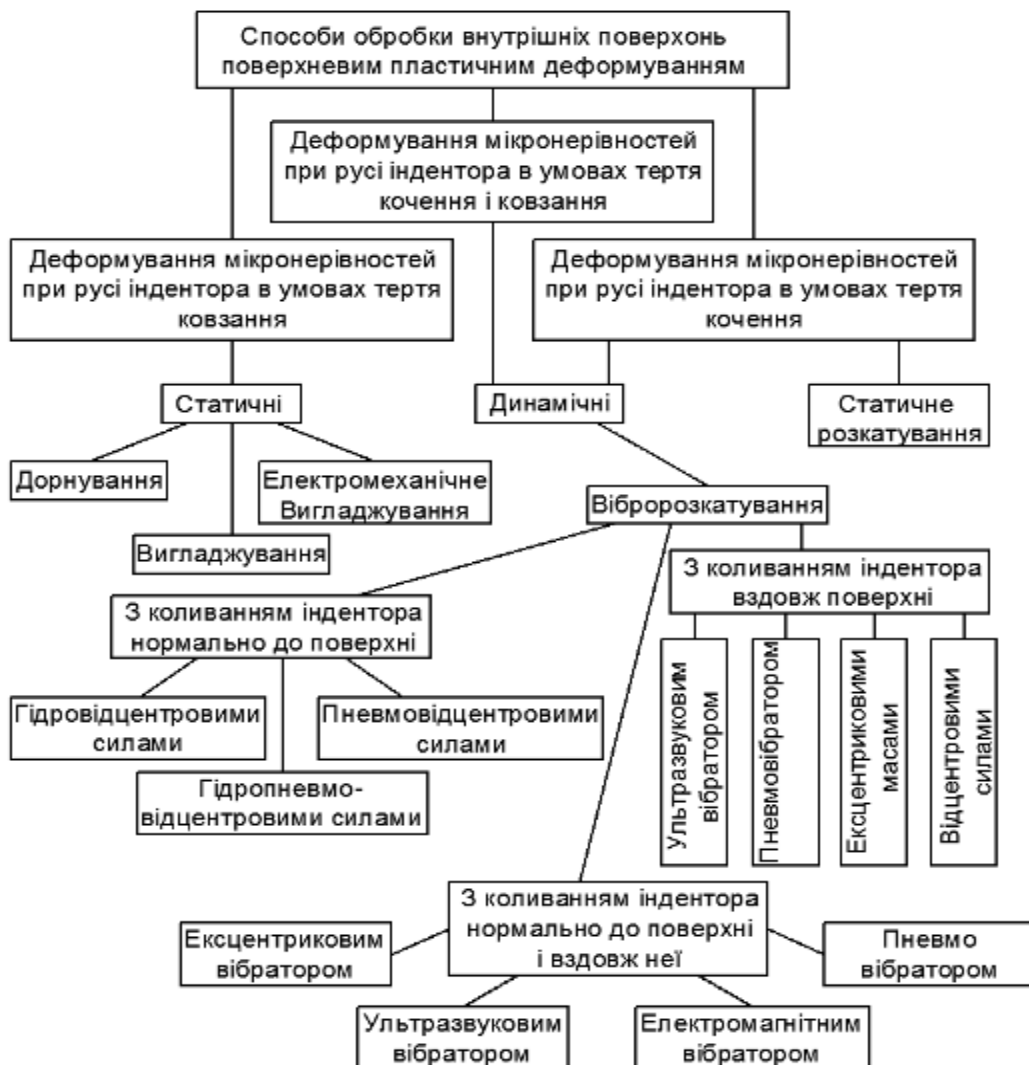 Способи обробки внутрішніх поверхонь
поверхневим пластичним деформуванням
Деформування мікронерівностей
при русі індентора в умовах тертя
кочення і ковзання
Деформування мікронерівностей
при русі індентора в умовах тертя
ковзання
Деформування мікронерівностей
при русі індентора в умовах тертя
кочення
Статичні
Динамічні
Статичне
розкатування
Дорнування
Електромеханічне
Вигладжування
Вигладжування
Вібророзкатування
З коливанням індентора
нормально до поверхні
З коливанням індентора
вздовж поверхні
Гідровідцентровими
силами
Пневмовідцентровими
силами
Гідропневмо-
відцентровими силами
Ультразвуковим
вібратором
Пневмовібратором
Ексцентриковими
масами
Відцентровими
силами
З коливанням індентора
нормально до поверхні
і вздовж неї
Ексцентриковим
вібратором
Пневмо
вібратором
Ультразвуковим
вібратором
Електромагнітним
вібратором